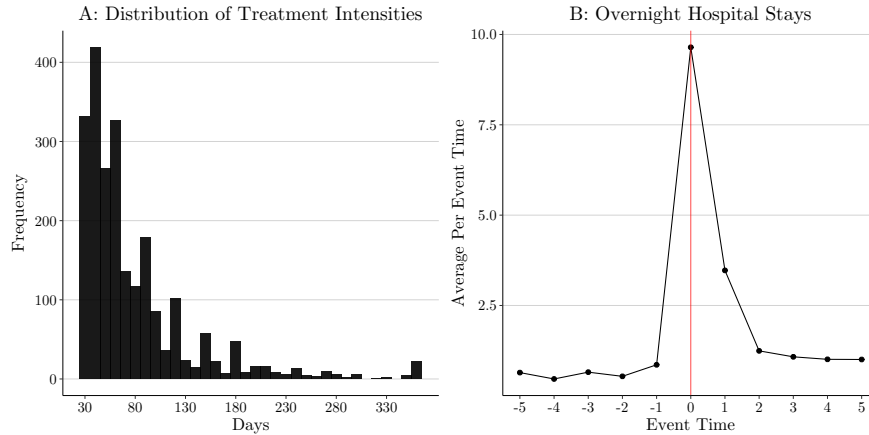 A: Distribution of Treatment Intensities
400
300
200
100
0
Frequency
30 80 130 180 230 280 330
Days
B: Overnight Hospital Stays
10.0
7.5
5.0
2.5
Average Per Event Time
-5 -4 -3 -2 -1 0 1 2 3 4 5
Event Time